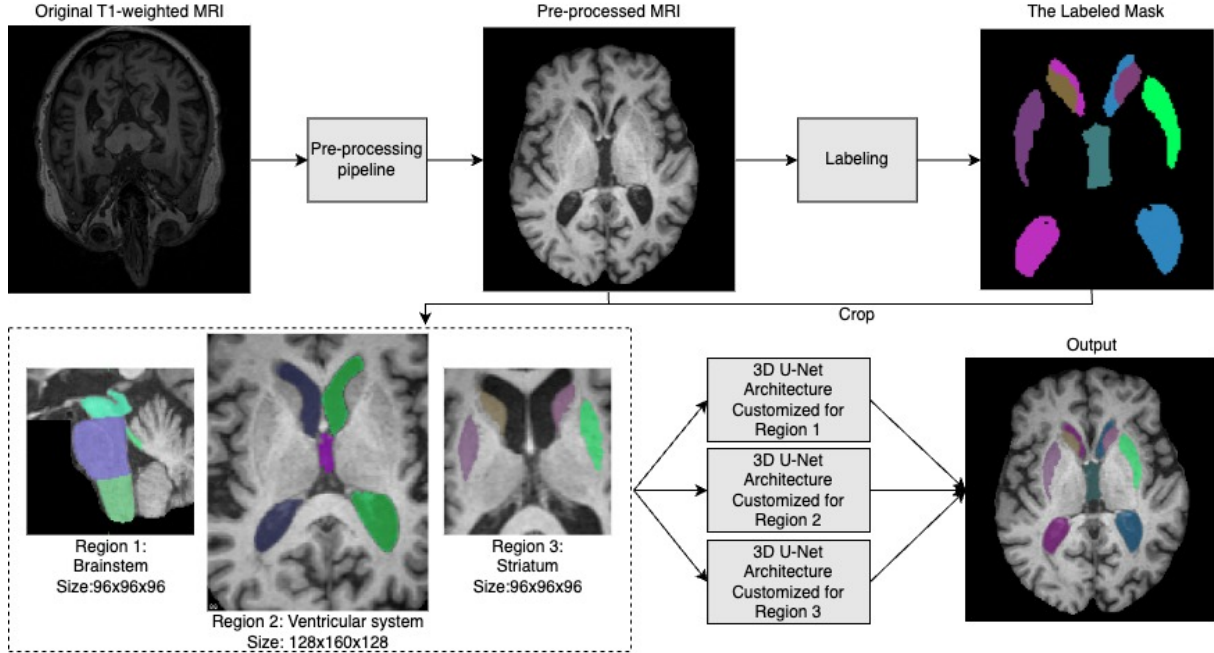 Original T1-weighted MRI
Pre-processed MRI
The Labeled Mask
Pre-processing
pipeline
Labeling
Crop
Region 1:
Brainstem
Size:96x96x96
Region 2: Ventricular system
Size: 128x160x128
Region 3:
Striatum
Size:96x96x96
3D U-Net
Architecture
Customized for
Region 1
3D U-Net
Architecture
Customized for
Region 2
3D U-Net
Architecture
Customized for
Region 3
Output